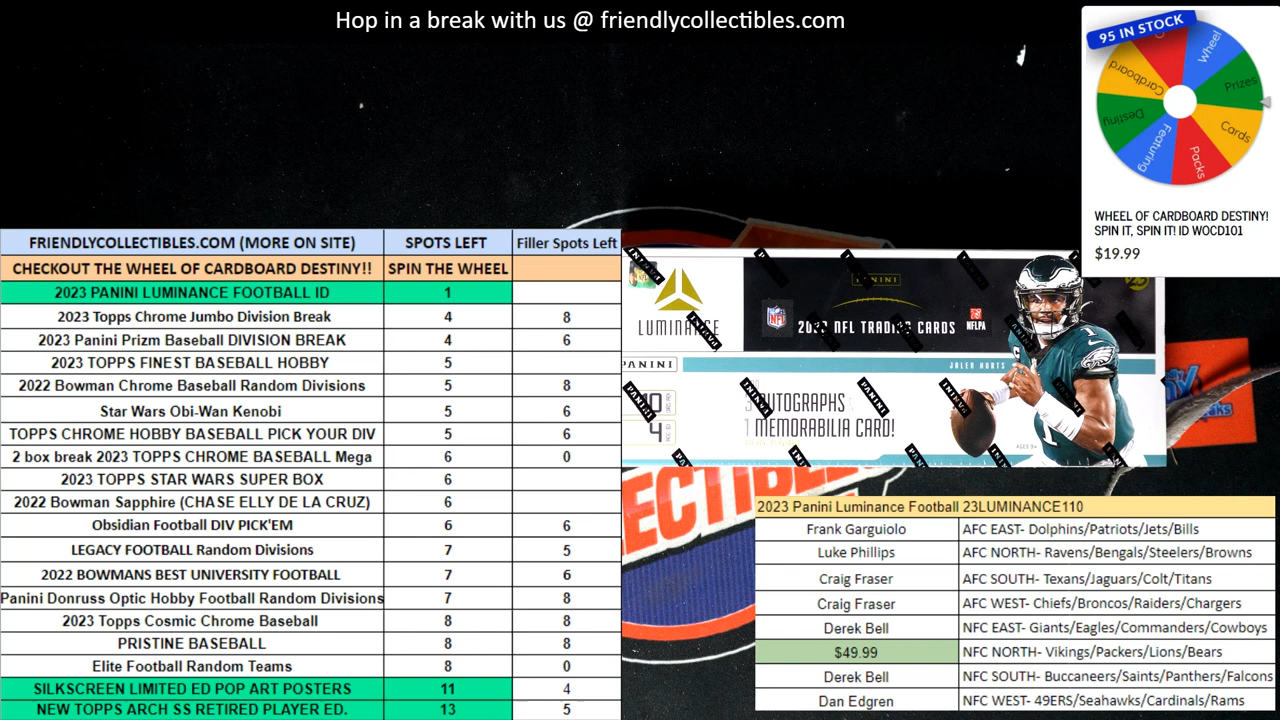 Hop in a break with us @ friendlycollectibles.com
95 IN STOCK
Wheel
Prizes
Cards
Packs
Featuring
Destiny
Cardboard
WHEEL OF CARDBOARD DESTINY!
SPIN IT, SPIN IT! ID WOCD101
$19.99
FRIENDLYCOLLECTIBLES.COM (MORE ON SITE) SPOTS LEFT Filler Spots Left
CHECKOUT THE WHEEL OF CARDBOARD DESTINY!! SPIN THE WHEEL
2023 PANINI LUMINANCE FOOTBALL ID 1
2023 Topps Chrome Jumbo Division Break 4 8
2023 Panini Prizm Baseball DIVISION BREAK 4 6
2023 TOPPS FINEST BASEBALL HOBBY 5
2022 Bowman Chrome Baseball Random Divisions 5 8
Star Wars Obi-Wan Kenobi 5 6
TOPPS CHROME HOBBY BASEBALL PICK YOUR DIV 5 6
2 box break 2023 TOPPS CHROME BASEBALL Mega 6 0
2023 TOPPS STAR WARS SUPER BOX 6
2022 Bowman Sapphire (CHASE ELLY DE LA CRUZ) 6
Obsidian Football DIV PICK'EM 6 6
LEGACY FOOTBALL Random Divisions 7 5
2022 BOWMANS BEST UNIVERSITY FOOTBALL 7 6
Panini Donruss Optic Hobby Football Random Divisions 7 8
2023 Topps Cosmic Chrome Baseball 8 8
PRISTINE BASEBALL 8 8
Elite Football Random Teams 8 0
SILKSCREEN LIMITED ED POP ART POSTERS 11 4
NEW TOPPS ARCH SS RETIRED PLAYER ED. 13 5
PANINI
LUMINANCE
NFL
2023 NFL TRADING CARDS
NFLPA
PANINI
JALEN HURTS
10
4
3 AUTOGRAPHS
1 MEMORABILIA CARD!
AGES 9+
2023 Panini Luminance Football 23LUMINANCE110
Frank Garguiolo AFC EAST- Dolphins/Patriots/Jets/Bills
Luke Phillips AFC NORTH- Ravens/Bengals/Steelers/Browns
Craig Fraser AFC SOUTH- Texans/Jaguars/Colt/Titans
Craig Fraser AFC WEST- Chiefs/Broncos/Raiders/Chargers
Derek Bell NFC EAST- Giants/Eagles/Commanders/Cowboys
$49.99 NFC NORTH- Vikings/Packers/Lions/Bears
Derek Bell NFC SOUTH- Buccaneers/Saints/Panthers/Falcons
Dan Edgren NFC WEST- 49ERS/Seahawks/Cardinals/Rams